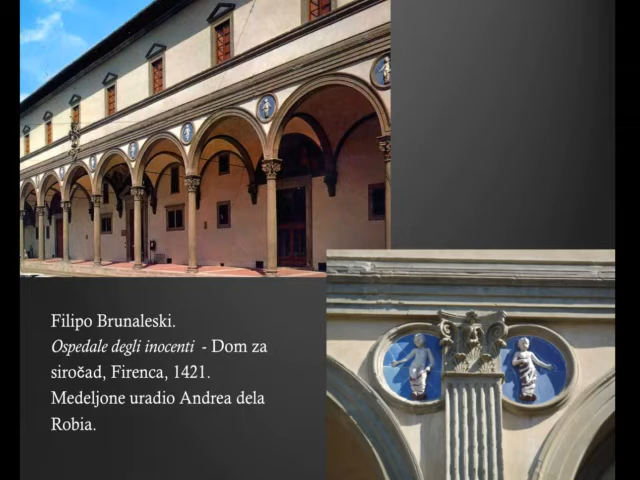 Filipo Brunaleski.
Ospedale degli inocenti - Dom za
siročad, Firenca, 1421.
Medeljone uradio Andrea dela
Robia.